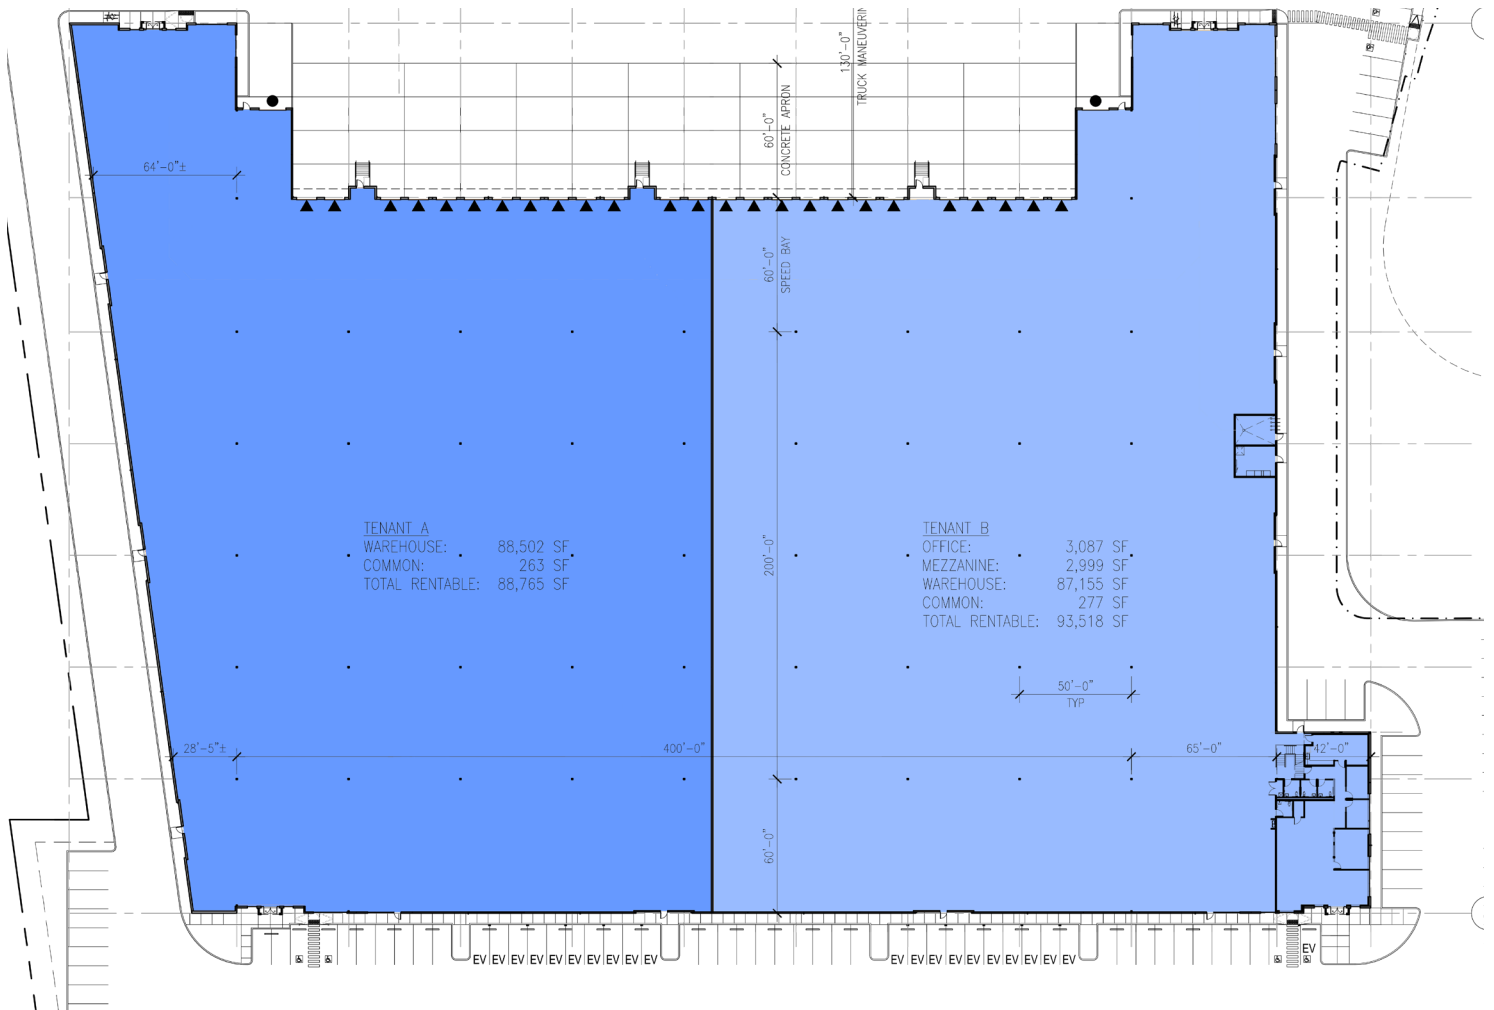 130'-0"
TRUCK MANEUVERIN
60'-0"
CONCRETE APRON
64'-0"±
60'-0"
SPEED BAY
TENANT A
WAREHOUSE: 88,502 SF
COMMON: 263 SF
TOTAL RENTABLE: 88,765 SF
200'-0"
TENANT B
OFFICE: 3,087 SF
MEZZANINE: 2,999 SF
WAREHOUSE: 87,155 SF
COMMON: 277 SF
TOTAL RENTABLE: 93,518 SF
50'-0"
TYP
28'-5"±
400'-0"
65'-0"
42'-0"
60'-0"
EV
EV EV EV EV EV EV EV EV EV EV
EV EV EV EV EV EV EV EV EV EV